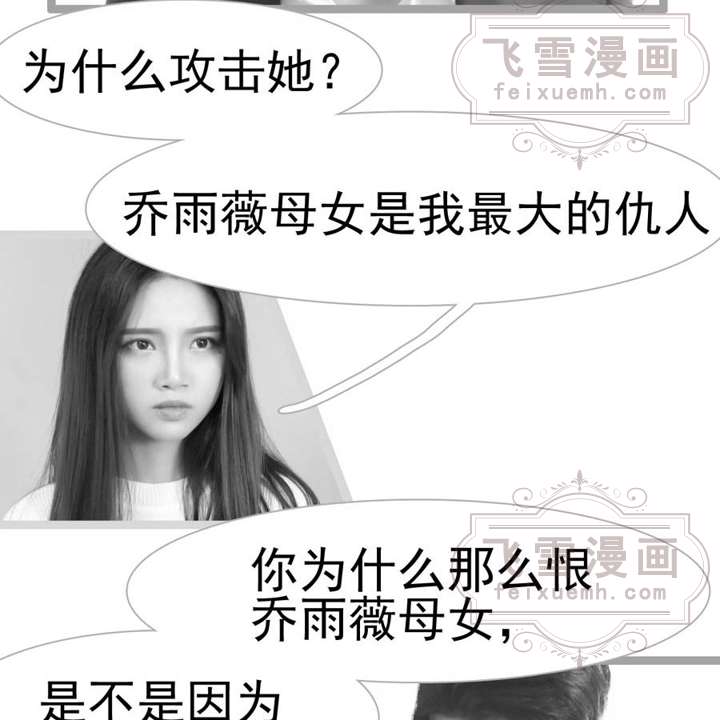 飞雪漫画
feixuemh.com
为什么攻击她？
乔雨薇母女是我最大的仇人
飞雪漫画
feixuemh.com
你为什么那么恨
乔雨薇母女，
是不是因为